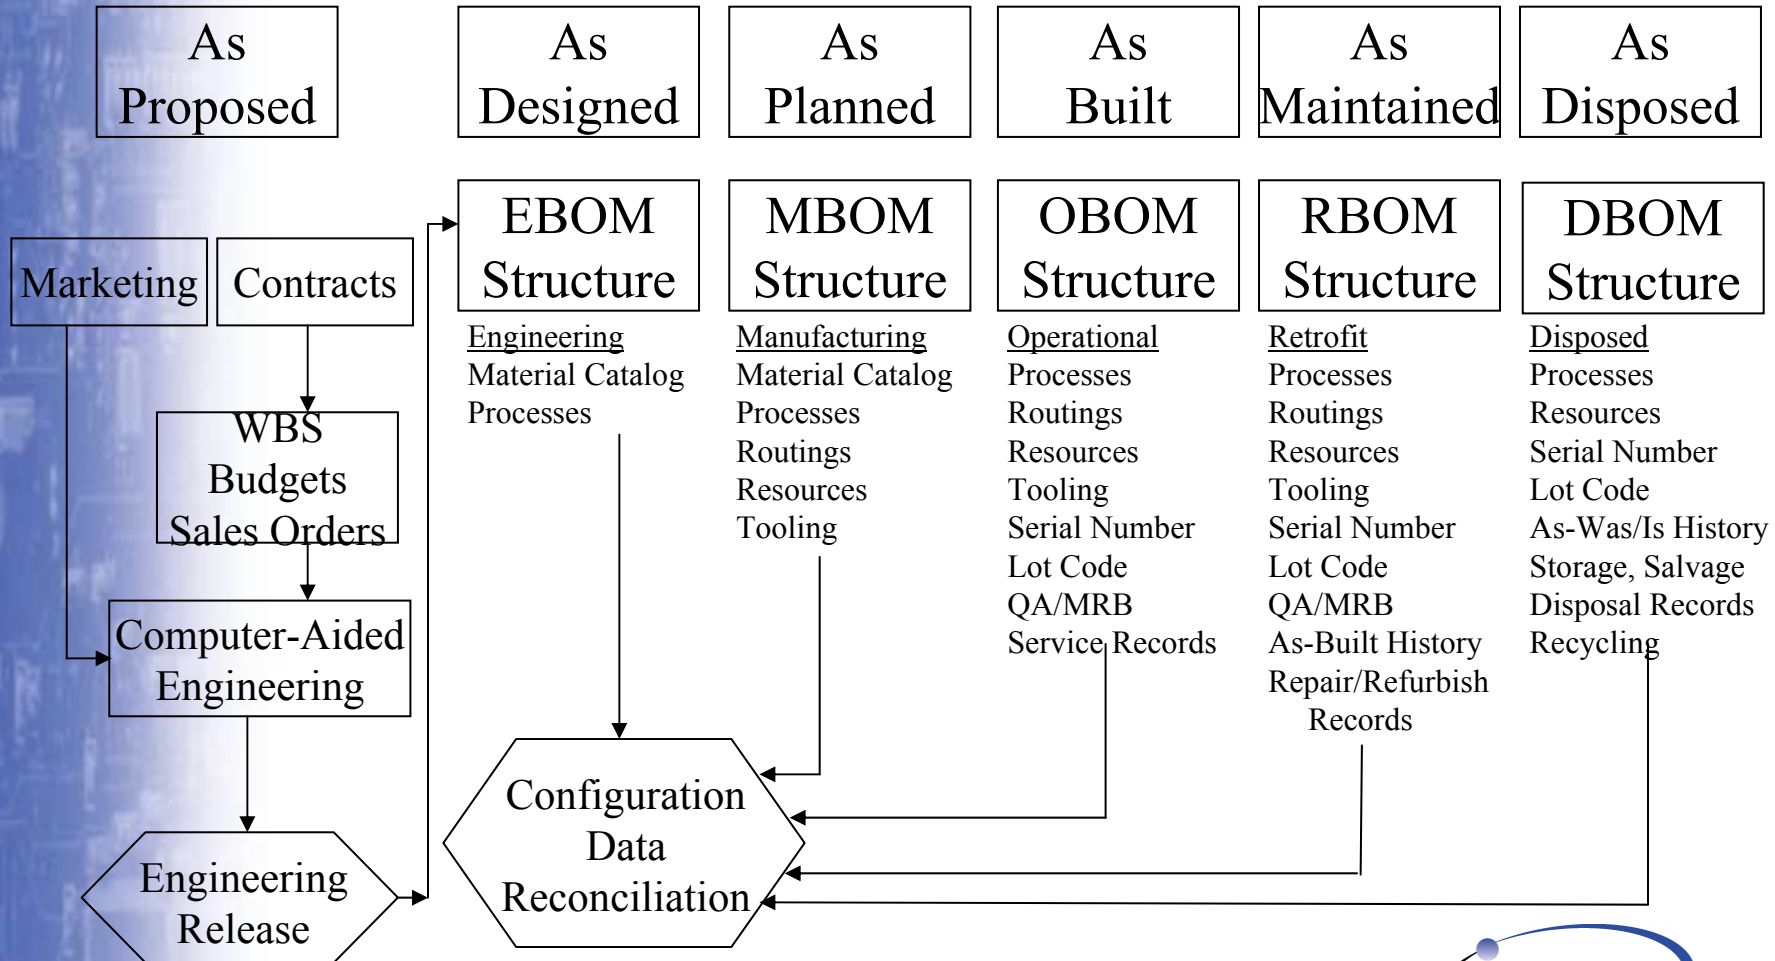 As
Proposed
As
Designed
As
Planned
As
Built
As
Maintained
As
Disposed
Marketing
Contracts
WBS
Budgets
Sales Orders
Computer-Aided
Engineering
Engineering
Release
EBOM
Structure
Engineering
Material Catalog
Processes
MBOM
Structure
Manufacturing
Material Catalog
Processes
Routings
Resources
Tooling
OBOM
Structure
Operational
Processes
Routings
Resources
Tooling
Serial Number
Lot Code
QA/MRB
Service Records
RBOM
Structure
Retrofit
Processes
Routings
Resources
Tooling
Serial Number
Lot Code
QA/MRB
As-Built History
Repair/Refurbish
Records
DBOM
Structure
Disposed
Processes
Resources
Serial Number
Lot Code
As-Was/Is History
Storage, Salvage
Disposal Records
Recycling
Configuration
Data
Reconciliation